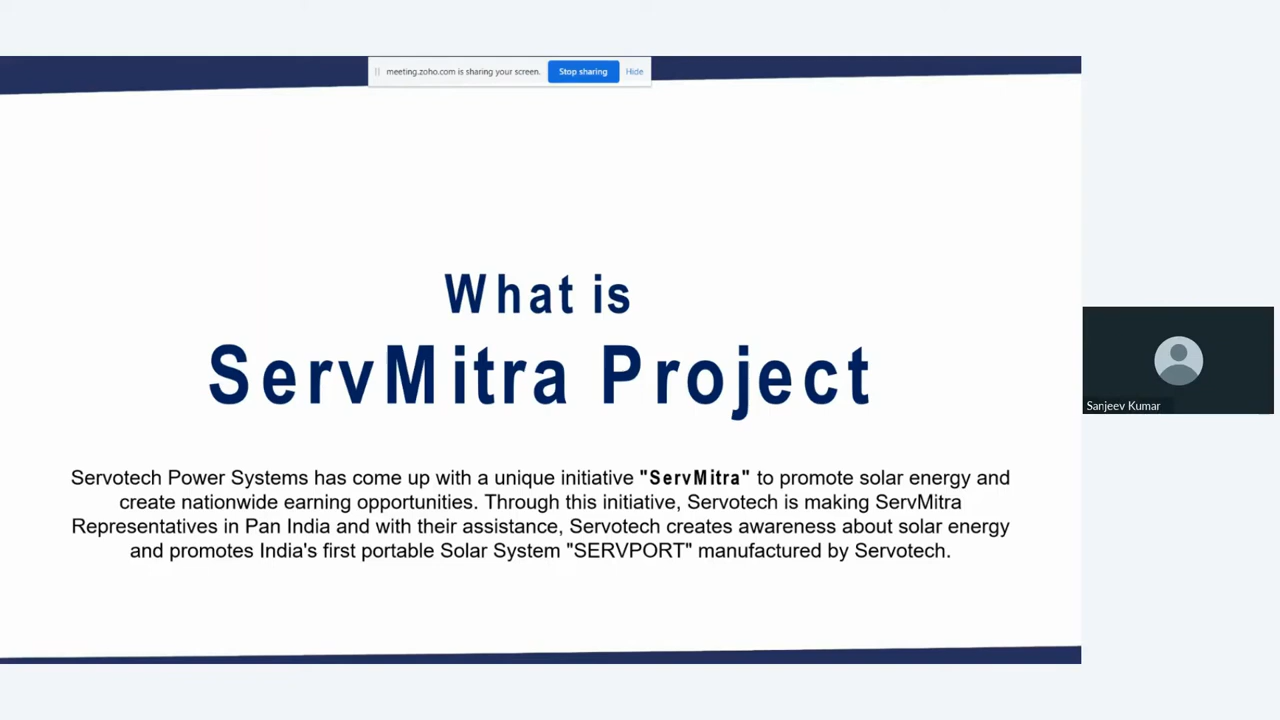 meeting.zoho.com is sharing your screen. Stop sharing Hide
What is
ServMitra Project
Servotech Power Systems has come up with a unique initiative "ServMitra" to promote solar energy and
create nationwide earning opportunities. Through this initiative, Servotech is making ServMitra
Representatives in Pan India and with their assistance, Servotech creates awareness about solar energy
and promotes India's first portable Solar System "SERVPORT" manufactured by Servotech.
Sanjeev Kumar